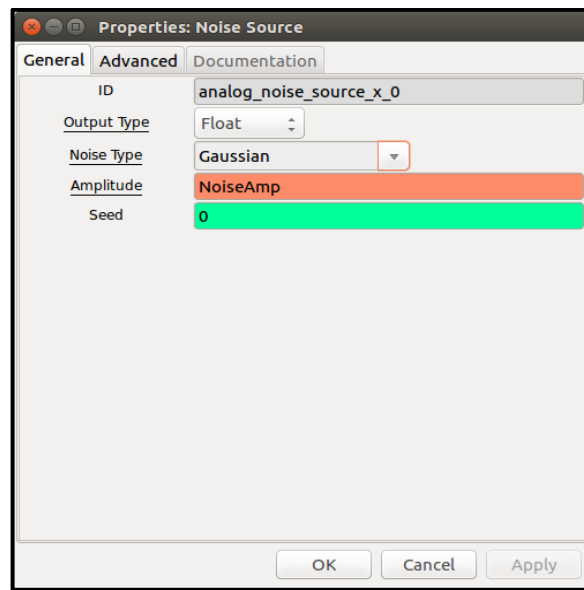 Properties: Noise Source
General Advanced Documentation
ID analog_noise_source_x_0
Output Type Float
Noise Type Gaussian
Amplitude NoiseAmp
Seed 0
OK Cancel Apply